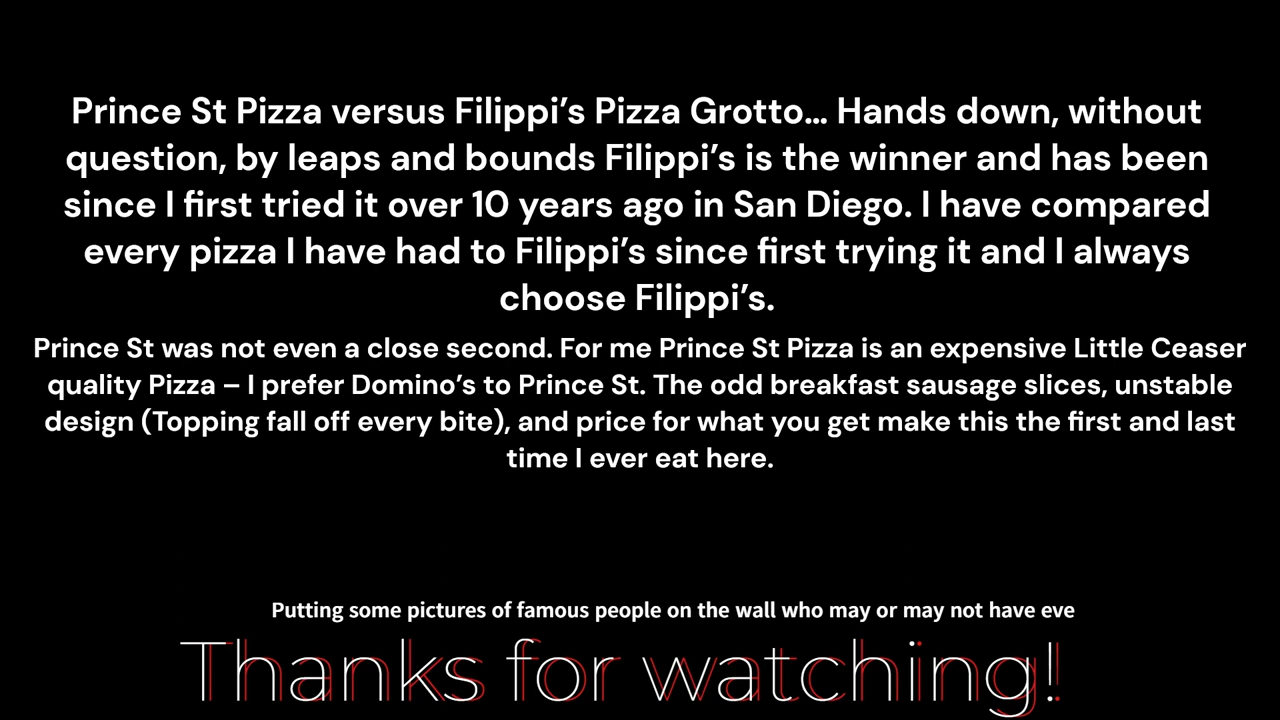 Prince St Pizza versus Filippi’s Pizza Grotto... Hands down, without
question, by leaps and bounds Filippi’s is the winner and has been
since I first tried it over 10 years ago in San Diego. I have compared
every pizza I have had to Filippi’s since first trying it and I always
choose Filippi’s.
Prince St was not even a close second. For me Prince St Pizza is an expensive Little Ceaser
quality Pizza – I prefer Domino’s to Prince St. The odd breakfast sausage slices, unstable
design (Topping fall off every bite), and price for what you get make this the first and last
time I ever eat here.
Putting some pictures of famous people on the wall who may or may not have eve
Thanks for watching!